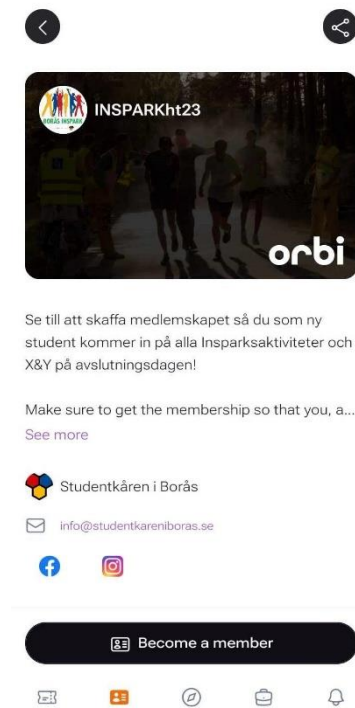 BORÅS INSPARK
INSPARKht23
orbi
Se till att skaffa medlemskapet så du som ny
student kommer in på alla Insparksaktiviteter och
X&Y på avslutningsdagen!
Make sure to get the membership so that you, a...
See more
Studentkåren i Borås
info@studentkareniboras.se
Become a member